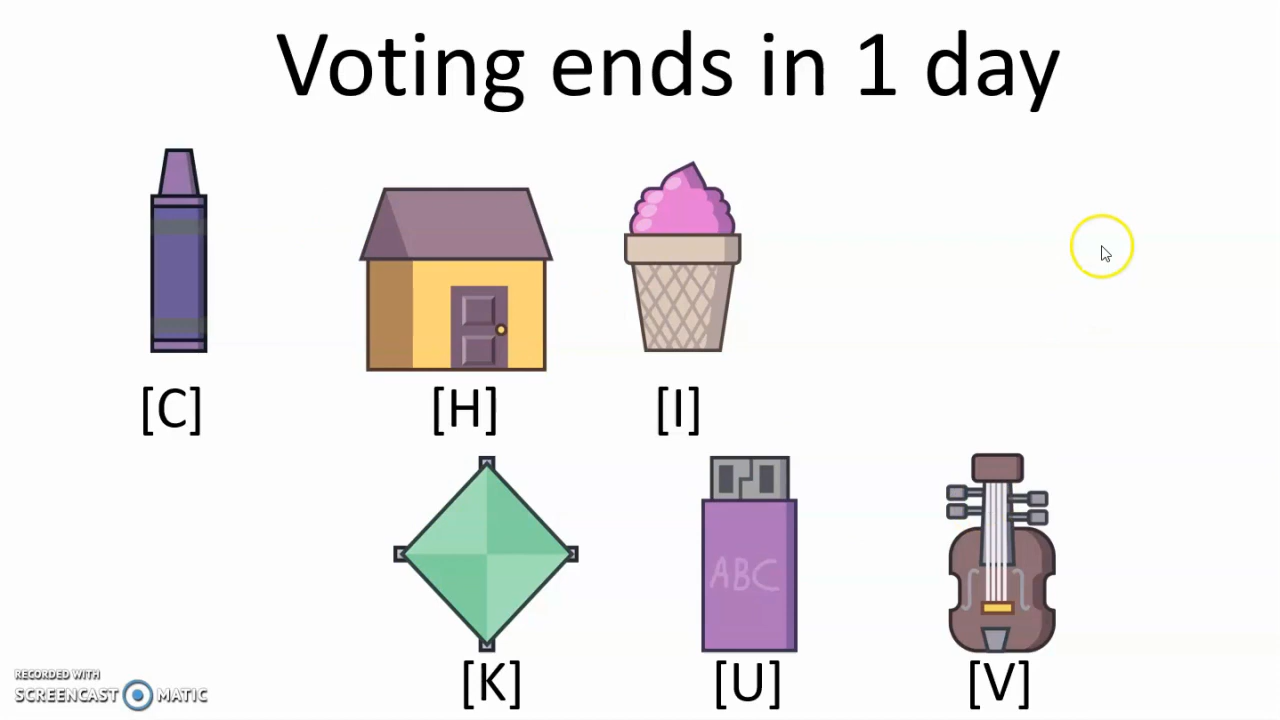 Voting ends in 1 day
[C] [H] [I]
ABC
[K] [U] [V]
RECORDED WITH
SCREENCAST MATIC